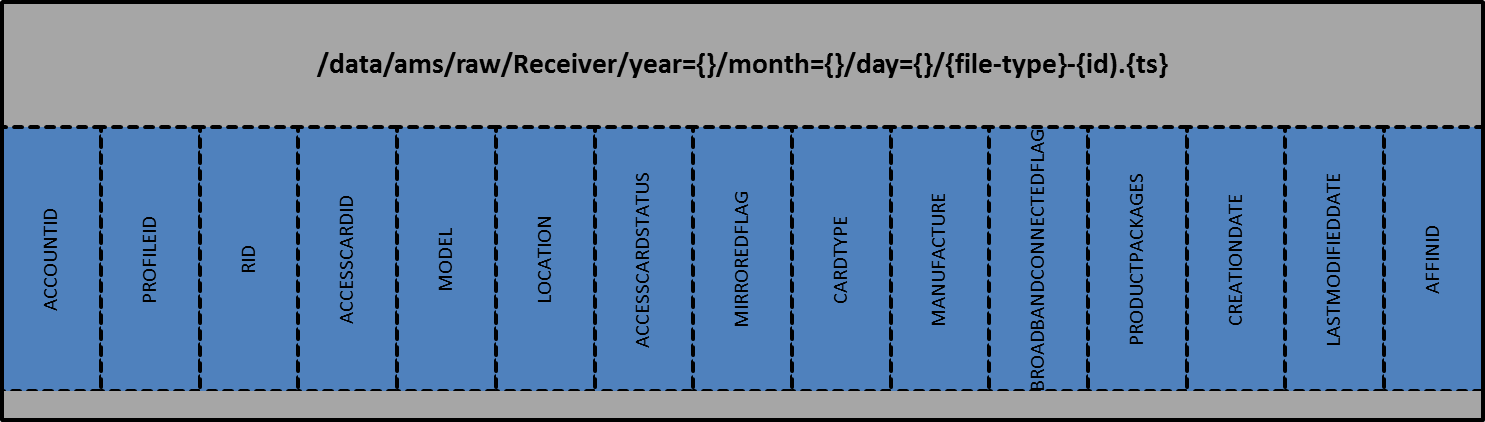 /data/ams/raw/Receiver/year={}/month={}/day={}/{file-type}-{id).{ts}
ACCOUNTID
PROFILEID
RID
ACCESSCARDID
MODEL
LOCATION
ACCESSCARDSTATUS
MIRROREDFLAG
CARDTYPE
MANUFACTURE
BROADBANDCONNECTEDFLAG
PRODUCTPACKAGES
CREATIONDATE
LASTMODIFIEDDATE
AFFINID